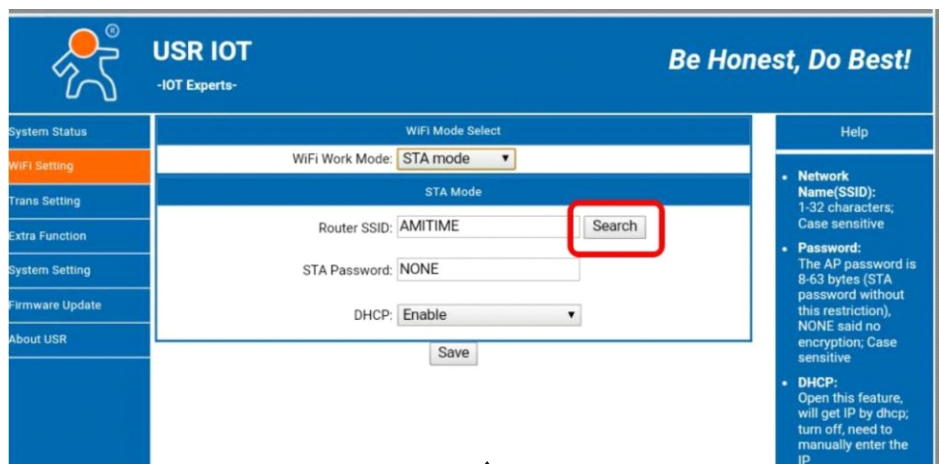 ®
USR IOT
-IOT Experts-
Be Honest, Do Best!
System Status
WiFi Setting
Trans Setting
Extra Function
System Setting
Firmware Update
About USR
WiFi Mode Select
WiFi Work Mode: STA mode
STA Mode
Router SSID: AMITIME Search
STA Password: NONE
DHCP: Enable
Save
Help
Network
Name(SSID):
1-32 characters;
Case sensitive
Password:
The AP password is
8-63 bytes (STA
password without
this restriction),
NONE said no
encryption; Case
sensitive
DHCP:
Open this feature,
will get IP by dhcp;
turn off, need to
manually enter the
IP